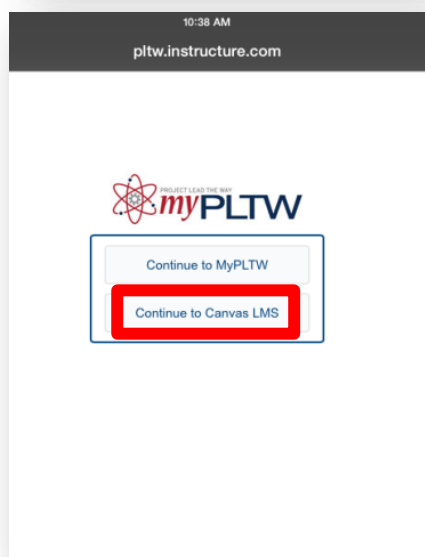 10:38 AM
pltw.instructure.com
PROJECT LEAD THE WAY
myPLTW
Continue to MyPLTW
Continue to Canvas LMS